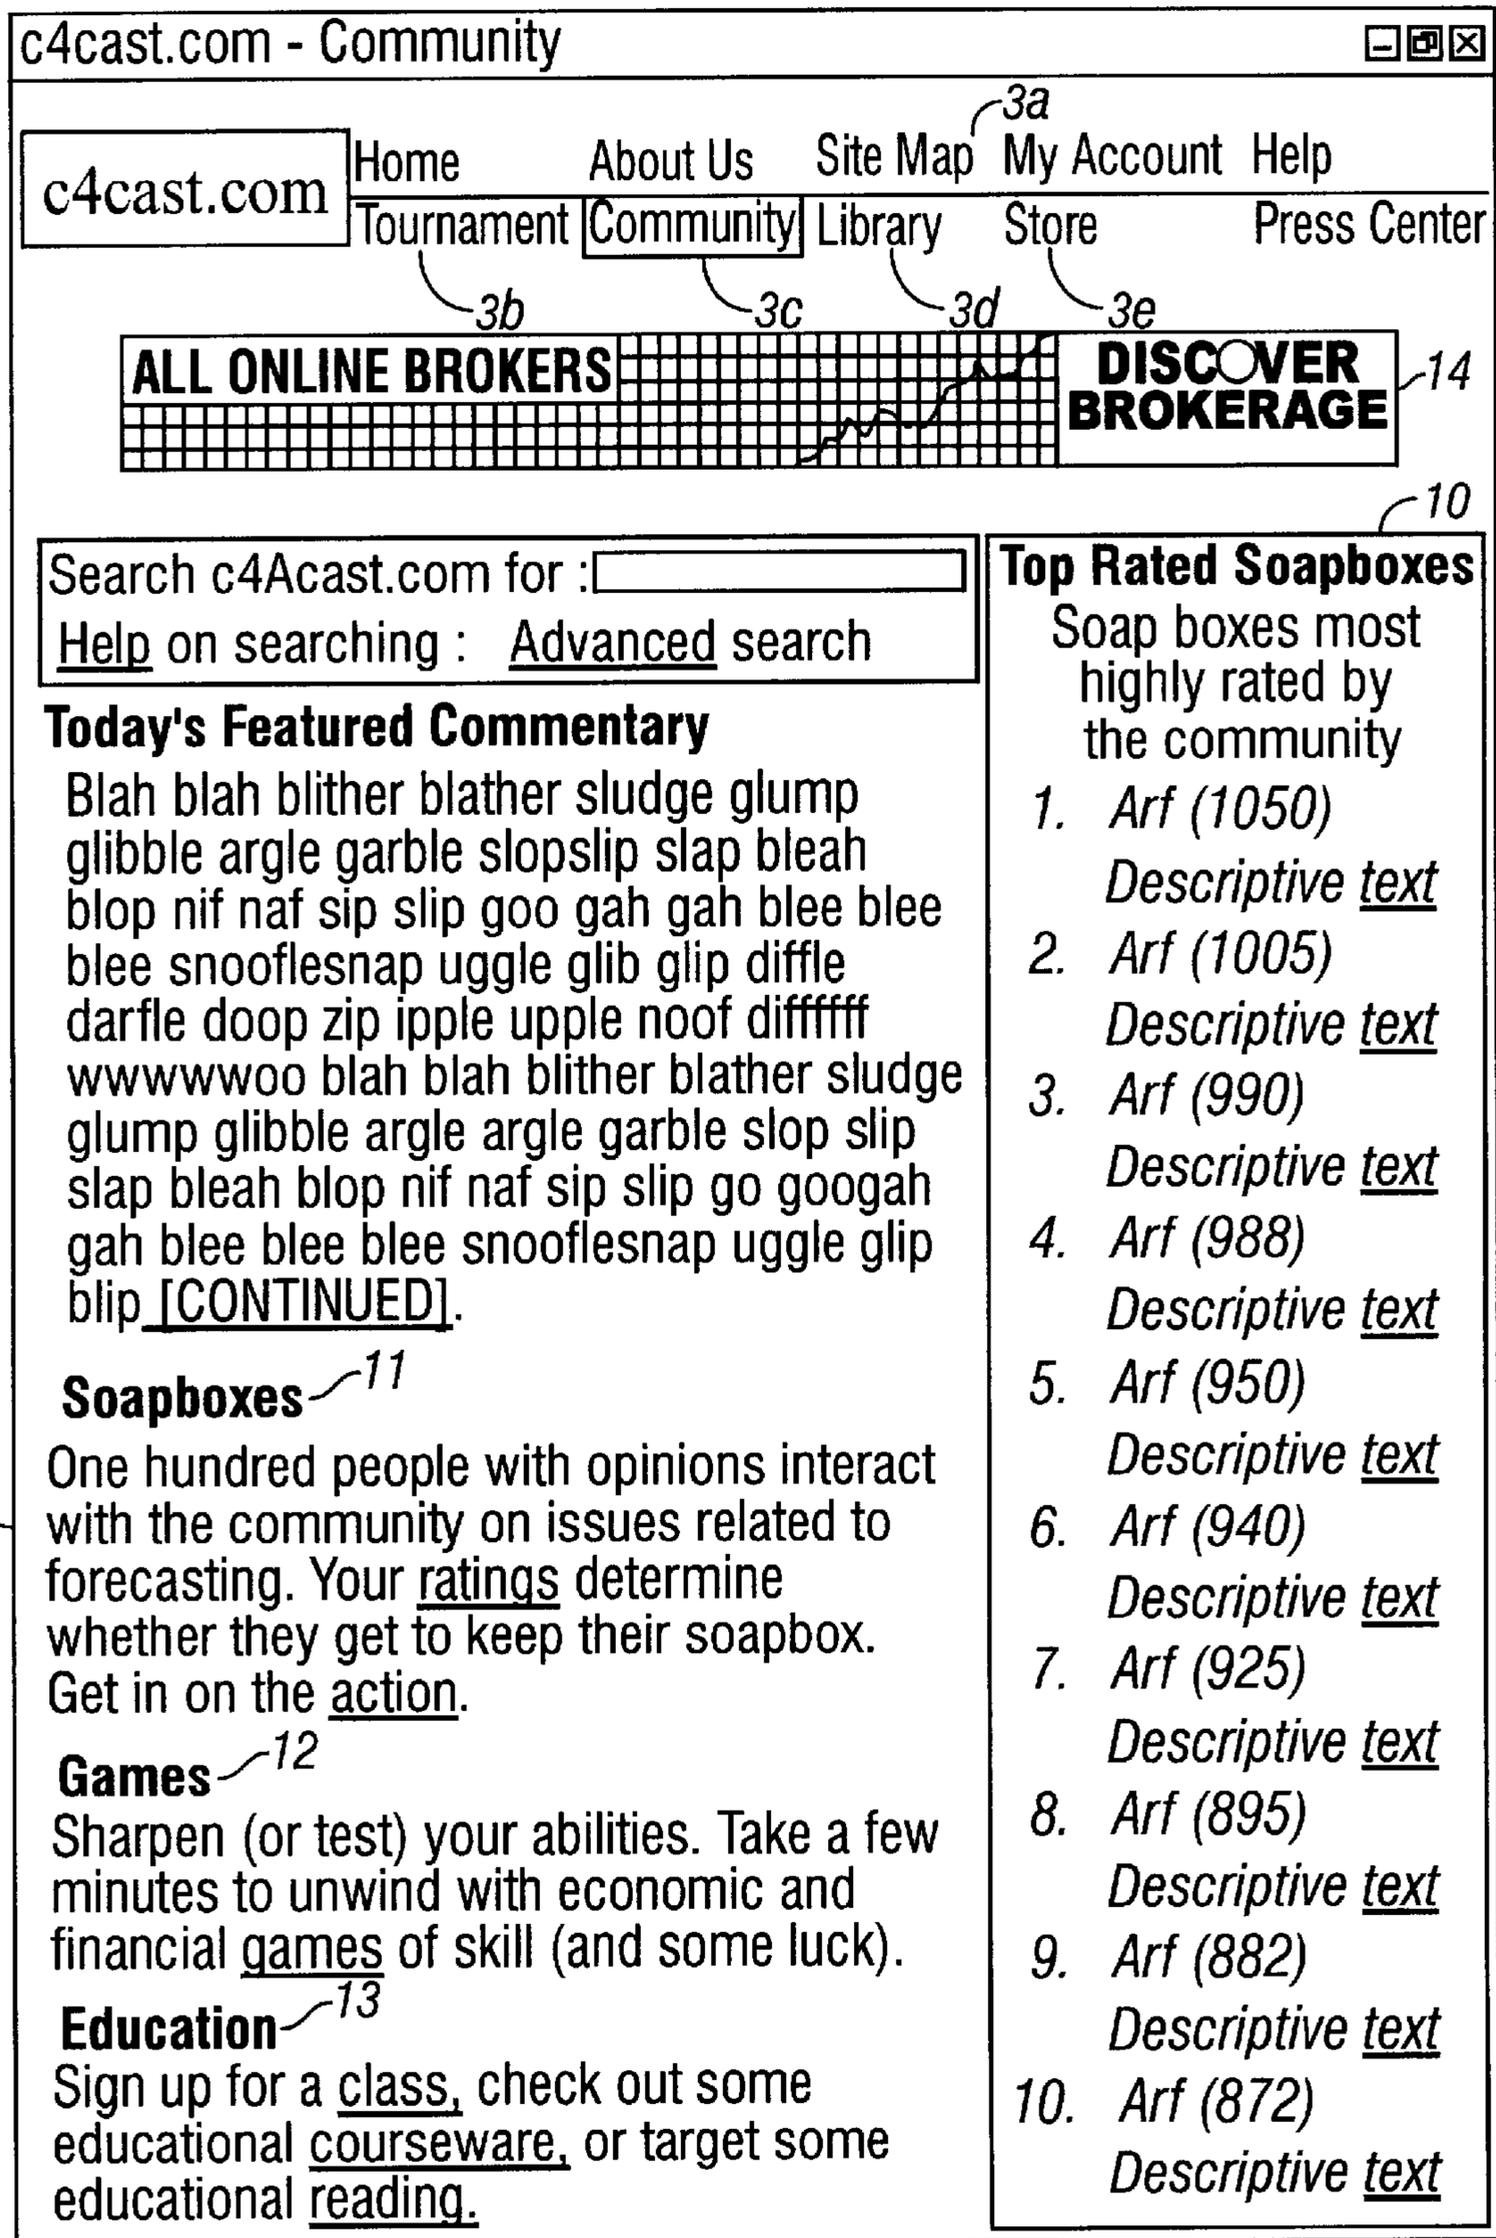 c4cast.com - Community
3a
c4cast.com
Home About Us Site Map My Account Help
Tournament Community Library Store Press Center
3b 3c 3d 3e
ALL ONLINE BROKERS
DISCOVER
BROKERAGE
14
10
Search c4Acast.com for :
Help on searching : Advanced search
Today's Featured Commentary
Blah blah blither blather sludge glump
glibble argle garble slopslip slap bleah
blop nif naf sip slip goo gah gah blee blee
blee snooflesnap uggle glib glip diffle
darfle doop zip ipple upple noof diffffff
wwwwwoo blah blah blither blather sludge
glump glibble argle argle garble slop slip
slap bleah blop nif naf sip slip go googah
gah blee blee blee snooflesnap uggle glip
blip [CONTINUED].
Soapboxes 11
One hundred people with opinions interact
with the community on issues related to
forecasting. Your ratings determine
whether they get to keep their soapbox.
Get in on the action.
Games 12
Sharpen (or test) your abilities. Take a few
minutes to unwind with economic and
financial games of skill (and some luck).
Education 13
Sign up for a class, check out some
educational courseware, or target some
educational reading.
Top Rated Soapboxes
Soap boxes most
highly rated by
the community
1. Arf (1050)
Descriptive text
2. Arf (1005)
Descriptive text
3. Arf (990)
Descriptive text
4. Arf (988)
Descriptive text
5. Arf (950)
Descriptive text
6. Arf (940)
Descriptive text
7. Arf (925)
Descriptive text
8. Arf (895)
Descriptive text
9. Arf (882)
Descriptive text
10. Arf (872)
Descriptive text